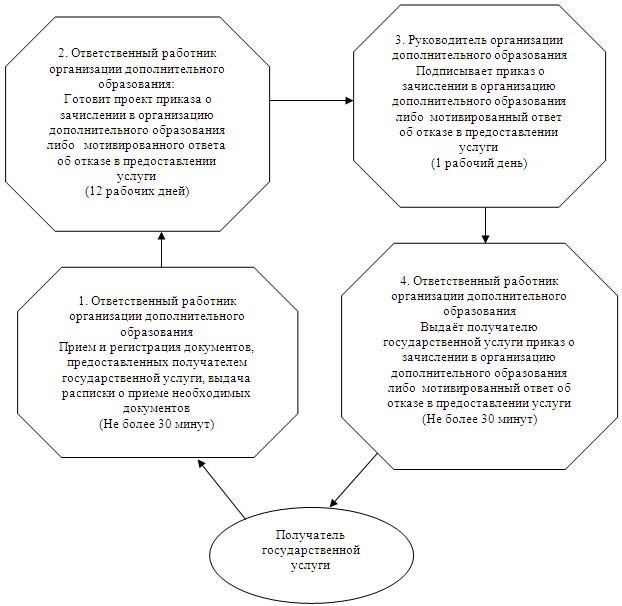 2. Ответственный работник
организации дополнительного
образования:
Готовит проект приказа о
зачислении в организацию
дополнительного образования
либо мотивированного ответа
об отказе в предоставлении
услуги
(12 рабочих дней)
3. Руководитель организации
дополнительного образования
Подписывает приказ о
зачислении в организацию
дополнительного образования
либо мотивированный ответ
об отказе в предоставлении
услуги
(1 рабочий день)
1. Ответственный работник
организации дополнительного
образования
Прием и регистрация документов,
предоставленных получателем
государственной услуги, выдача
расписки о приеме необходимых
документов
(Не более 30 минут)
4. Ответственный работник
организации дополнительного
образования
Выдаёт получателю
государственной услуги приказ о
зачислении в организацию
дополнительного образования
либо мотивированный ответ об
отказе в предоставлении услуги
(Не более 30 минут)
Получатель
государственной
услуги